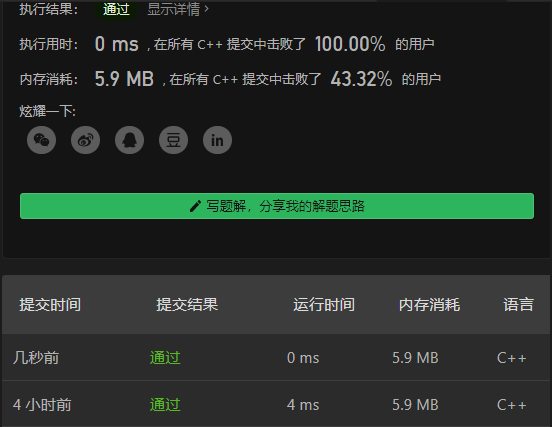 执行结果： 通过 显示详情 ›
执行用时： 0 ms , 在所有 C++ 提交中击败了 100.00% 的用户
内存消耗： 5.9 MB , 在所有 C++ 提交中击败了 43.32% 的用户
炫耀一下:
豆 in
写题解，分享我的解题思路
提交时间 提交结果 运行时间 内存消耗 语言
几秒前 通过 0 ms 5.9 MB C++
4 小时前 通过 4 ms 5.9 MB C++